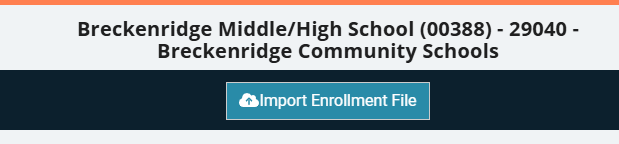 Breckenridge Middle/High School (00388) - 29040 -
Breckenridge Community Schools
Import Enrollment File